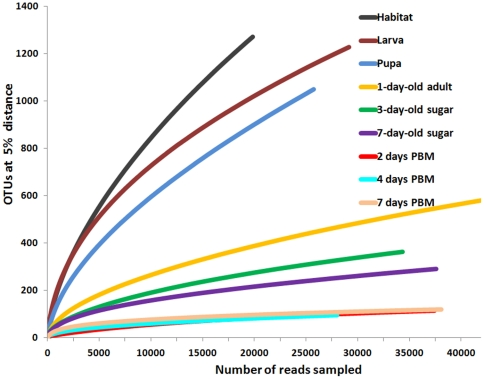 1400
1200
1000
800
600
400
200
0
OTUs at 5% distance
Habitat
Larva
Pupa
1-day-old adult
3-day-old sugar
7-day-old sugar
2 days PBM
4 days PBM
7 days PBM
0 5000 10000 15000 20000 25000 30000 35000 40000
Number of reads sampled